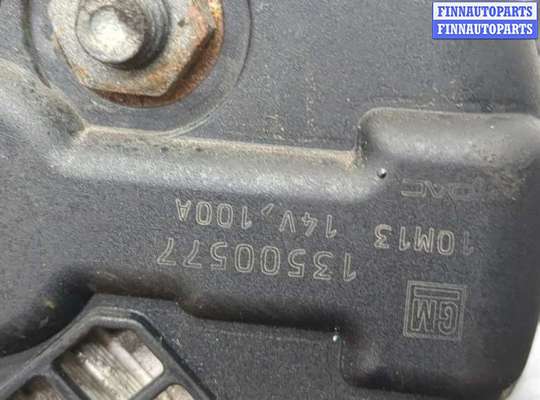 FINNAUTOPARTS
FINNAUTOPARTS
10M13 14V,100A
13500577
GM